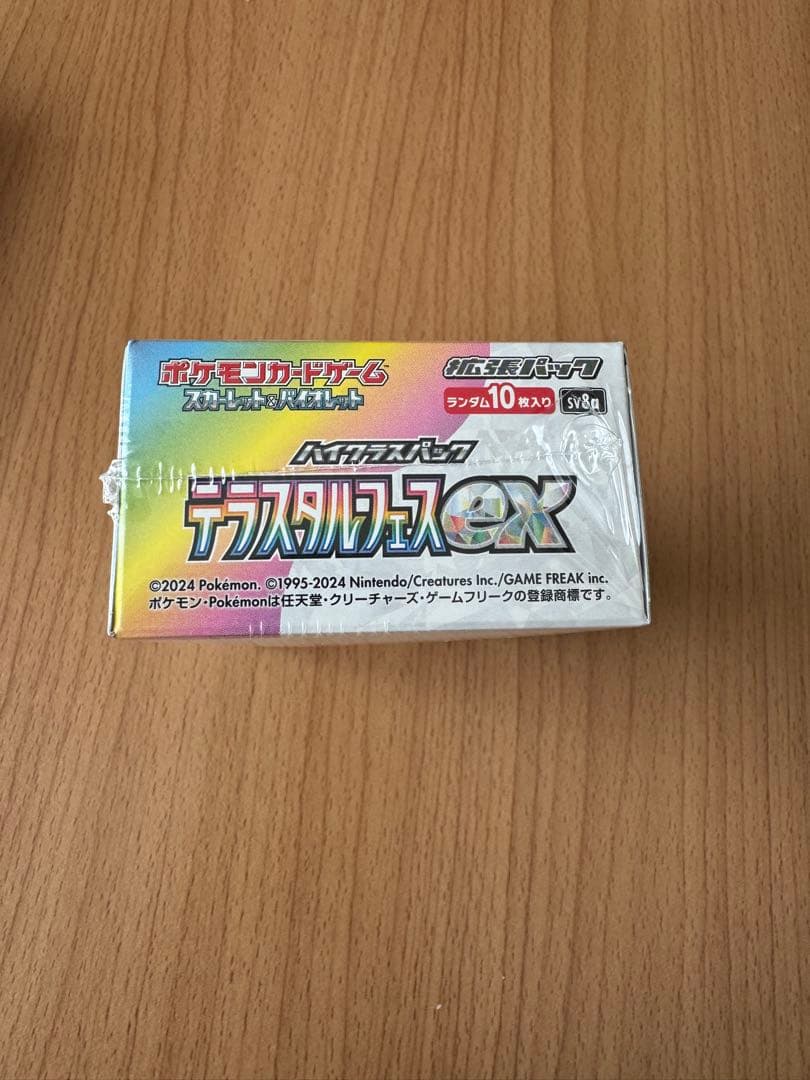 ポケモンカードゲーム
スカーレット&バイオレット
拡張パック
ランダム10枚入り
SV8a
ハイクラスパック
テラスタルフェスex
©2024 Pokémon. ©1995-2024 Nintendo/Creatures Inc./GAME FREAK inc.
ポケモン・Pokémonは任天堂・クリーチャーズ・ゲームフリークの登録商標です。